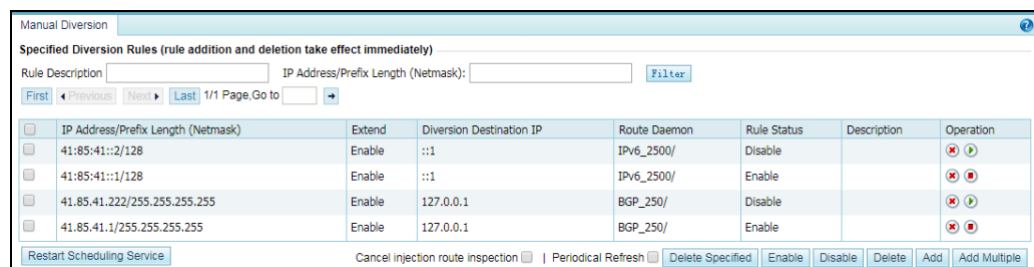 Manual Diversion
Specified Diversion Rules (rule addition and deletion take effect immediately)
Rule Description IP Address/Prefix Length (Netmask): Filter
First Previous Next Last 1/1 Page,Go to
IP Address/Prefix Length (Netmask) Extend Diversion Destination IP Route Daemon Rule Status Description Operation
41:85:41::2/128 Enable ::1 IPv6_2500/ Disable
41:85:41::1/128 Enable ::1 IPv6_2500/ Enable
41.85.41.222/255.255.255.255 Enable 127.0.0.1 BGP_250/ Disable
41.85.41.1/255.255.255.255 Enable 127.0.0.1 BGP_250/ Enable
Restart Scheduling Service Cancel injection route inspection | Periodical Refresh Delete Specified Enable Disable Delete Add Add Multiple